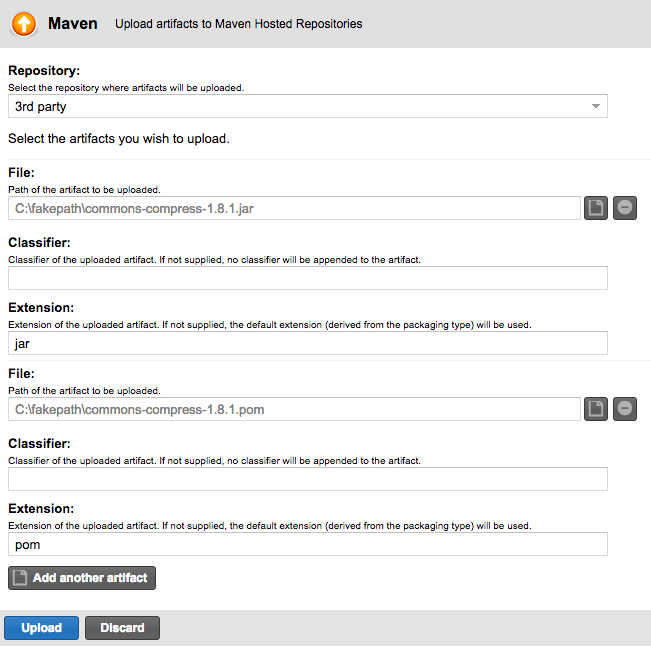 Maven Upload artifacts to Maven Hosted Repositories
Repository:
Select the repository where artifacts will be uploaded.
3rd party
Select the artifacts you wish to upload.
File:
Path of the artifact to be uploaded.
C:\fakepath\commons-compress-1.8.1.jar
Classifier:
Classifier of the uploaded artifact. If not supplied, no classifier will be appended to the artifact.
Extension:
Extension of the uploaded artifact. If not supplied, the default extension (derived from the packaging type) will be used.
jar
File:
Path of the artifact to be uploaded.
C:\fakepath\commons-compress-1.8.1.pom
Classifier:
Classifier of the uploaded artifact. If not supplied, no classifier will be appended to the artifact.
Extension:
Extension of the uploaded artifact. If not supplied, the default extension (derived from the packaging type) will be used.
pom
Add another artifact
Upload Discard